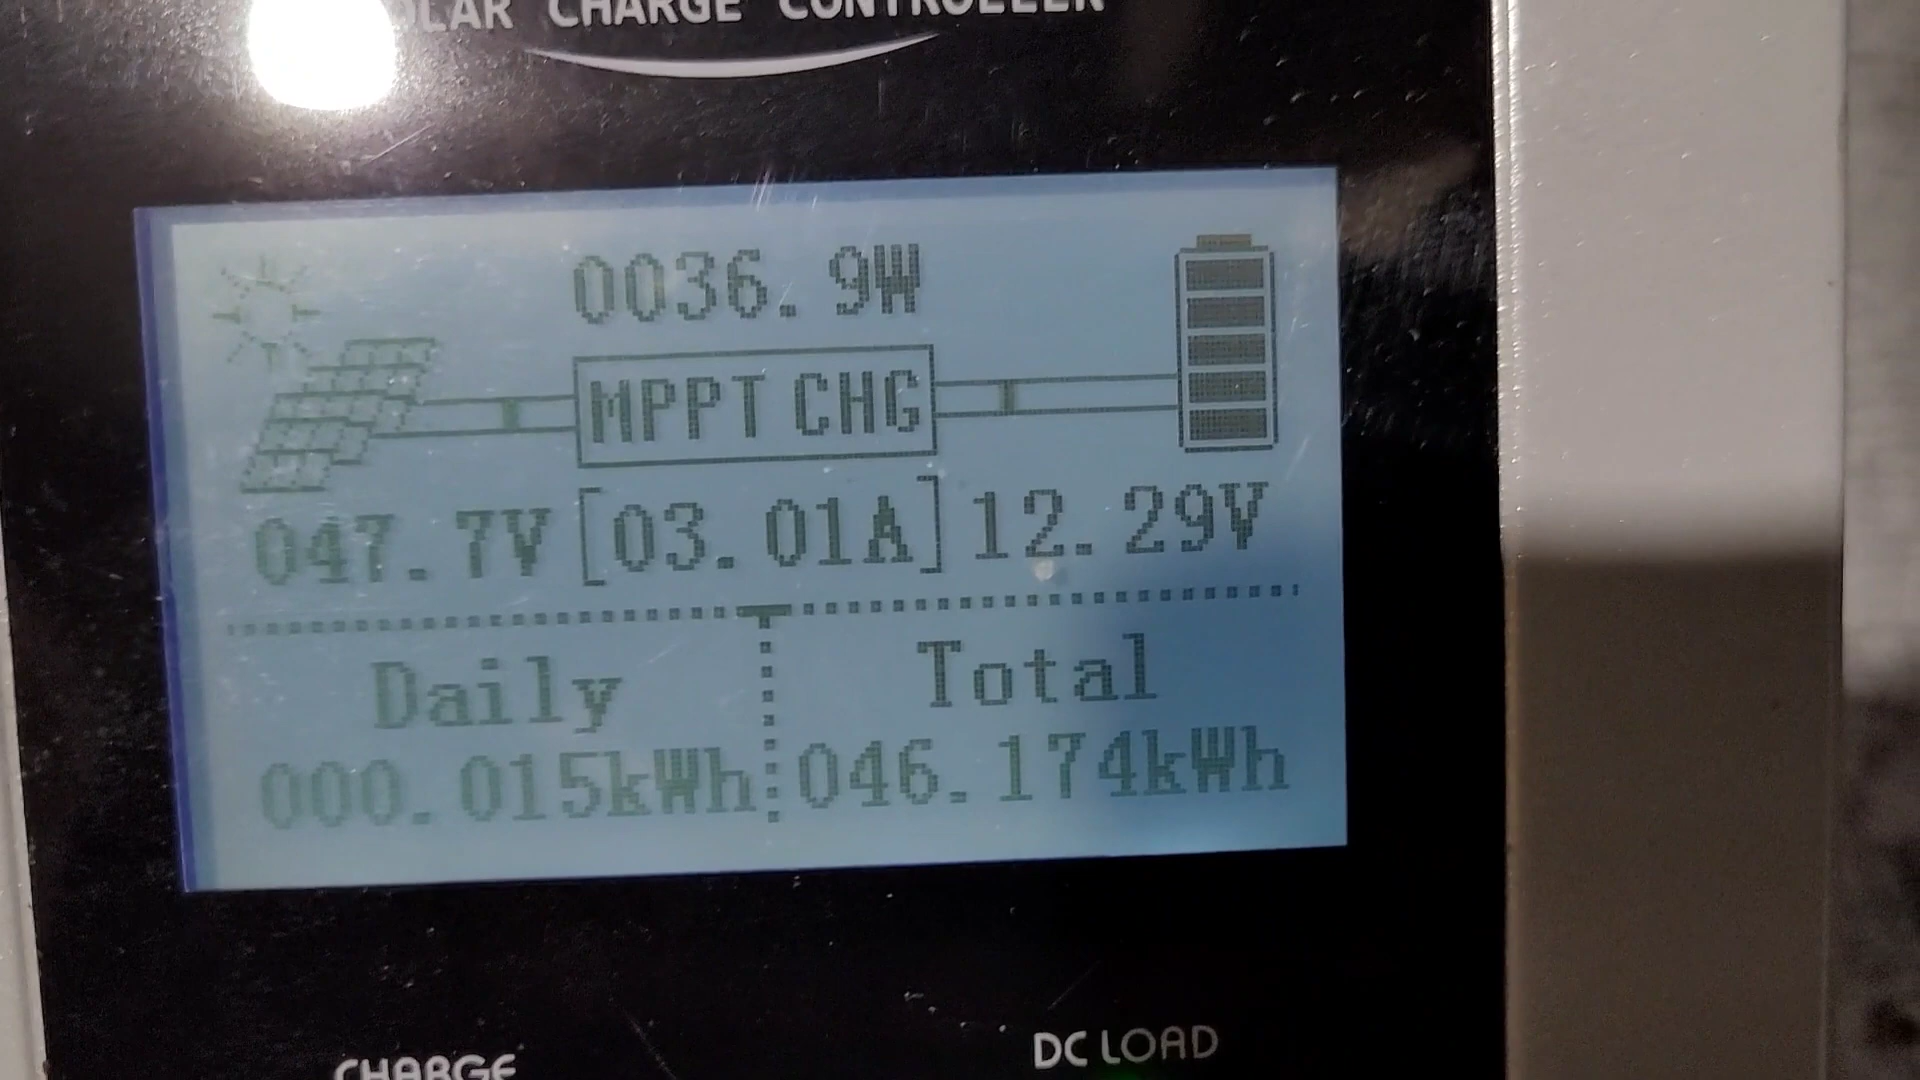 SOLAR CHARGE CONTROLLER
0036.9W
MPPT CHG
047.7V [03.01A] 12.29V
Daily Total
000.015kWh 046.174kWh
DC LOAD
CHARGE